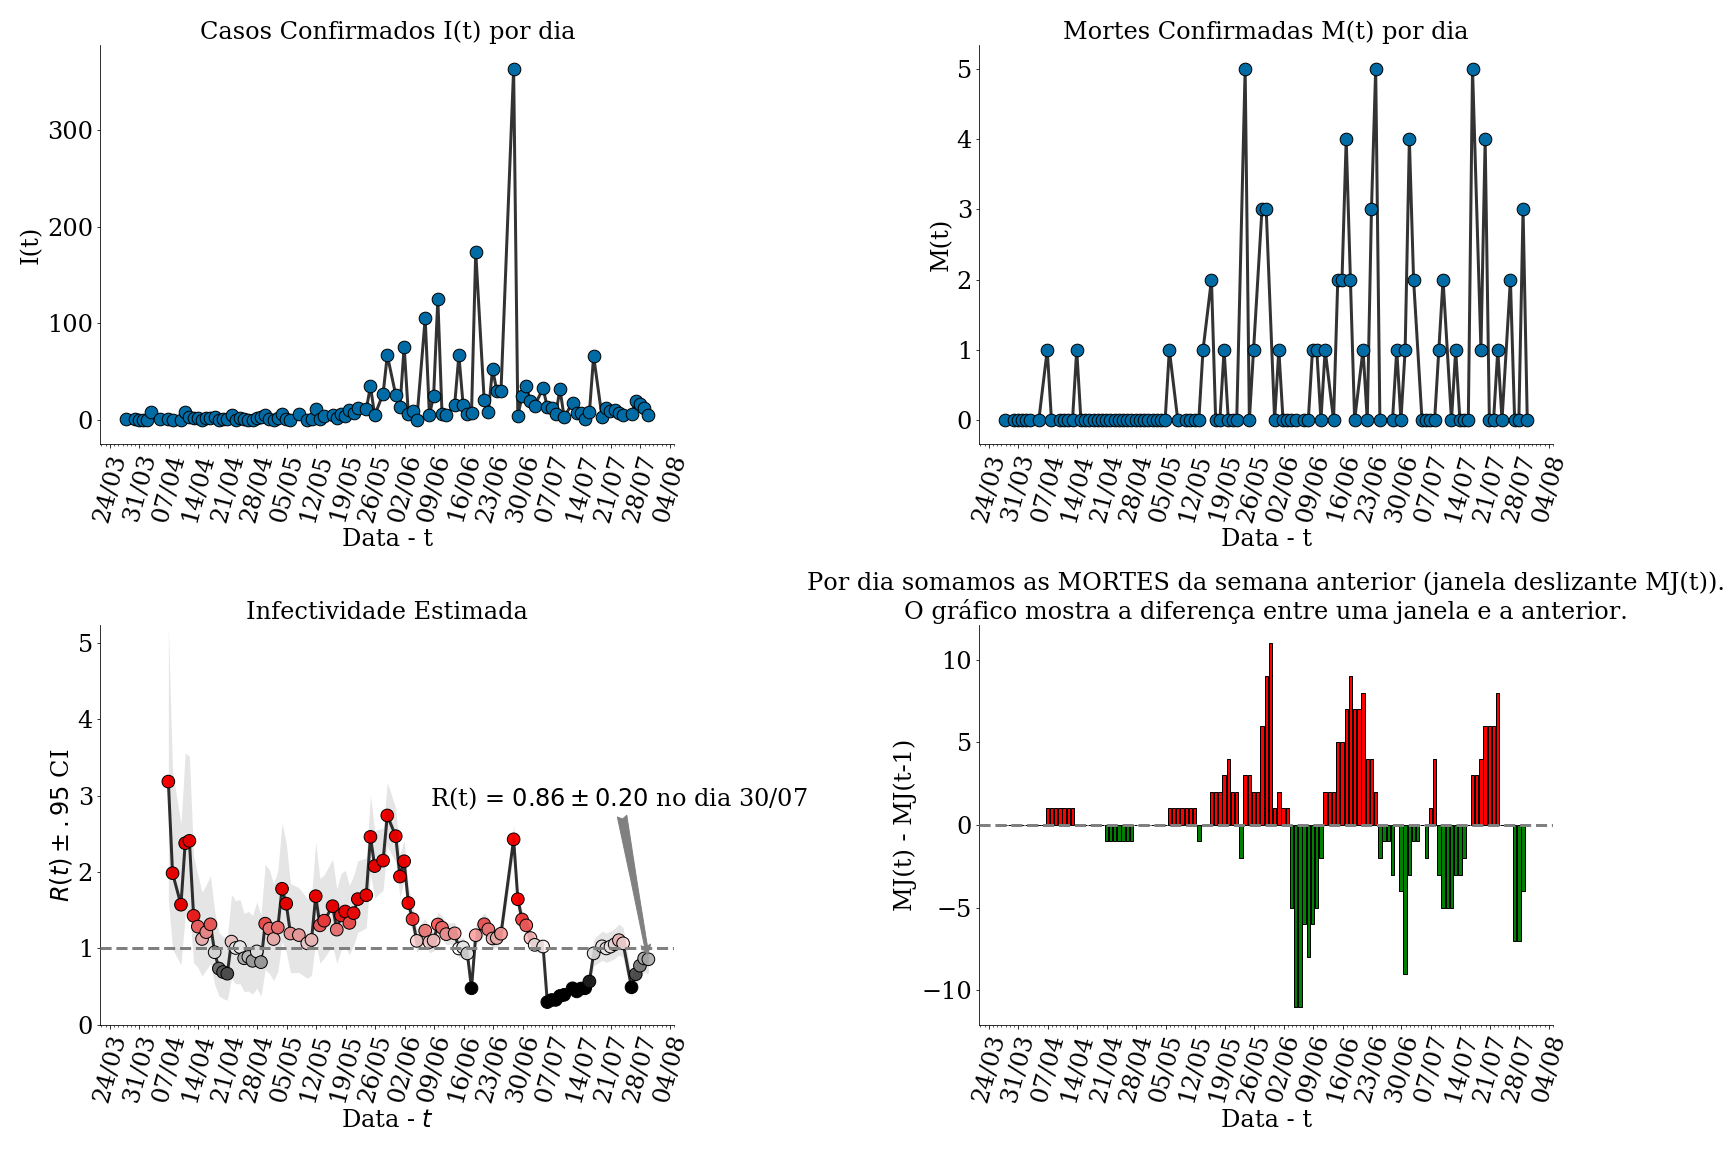 Casos Confirmados I(t) por dia
300
200
100
0
I(t)
24/03 31/03 07/04 14/04 21/04 28/04 05/05 12/05 19/05 26/05 02/06 09/06 16/06 23/06 30/06 07/07 14/07 21/07 28/07 04/08
Data - t
Mortes Confirmadas M(t) por dia
5
4
3
2
1
0
M(t)
24/03 31/03 07/04 14/04 21/04 28/04 05/05 12/05 19/05 26/05 02/06 09/06 16/06 23/06 30/06 07/07 14/07 21/07 28/07 04/08
Data - t
Infectividade Estimada
5
4
3
2
1
0
R(t) ± .95 CI
R(t) = 0.86 ± 0.20 no dia 30/07
24/03 31/03 07/04 14/04 21/04 28/04 05/05 12/05 19/05 26/05 02/06 09/06 16/06 23/06 30/06 07/07 14/07 21/07 28/07 04/08
Data - t
Por dia somamos as MORTES da semana anterior (janela deslizante MJ(t)).
O gráfico mostra a diferença entre uma janela e a anterior.
10
5
0
−5
−10
MJ(t) - MJ(t-1)
24/03 31/03 07/04 14/04 21/04 28/04 05/05 12/05 19/05 26/05 02/06 09/06 16/06 23/06 30/06 07/07 14/07 21/07 28/07 04/08
Data - t